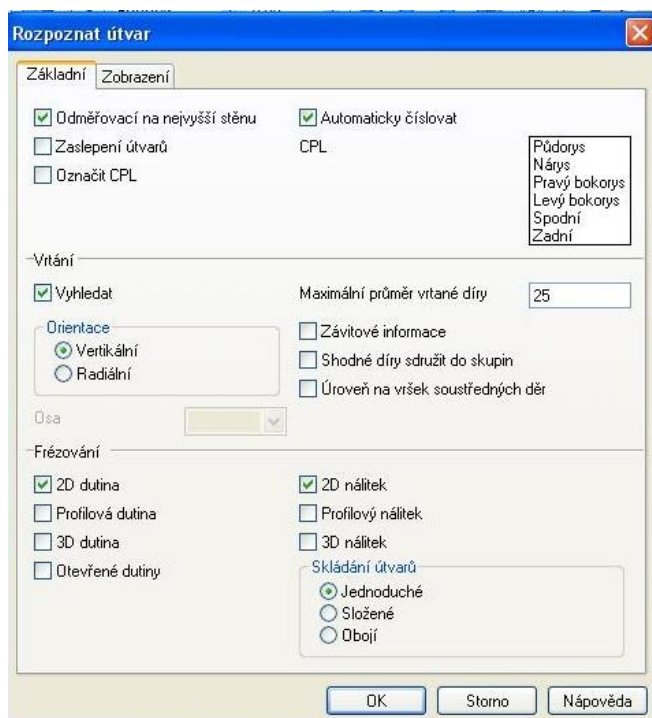 Rozpoznat útvar
Základní Zobrazení
Odměřovací na nejvyšší stěnu Automaticky číslovat
Zaslepení útvarů CPL
Označit CPL
Půdorys
Nárys
Pravý bokorys
Levý bokorys
Spodní
Zadní
Vrtání
Vyhledat Maximální průměr vrtané díry 25
Orientace
Vertikální
Radiální
Závitové informace
Shodné díry sdružit do skupin
Úroveň na vršek soustředných děr
Osa
Frézování
2D dutina 2D nálitek
Profilová dutina Profilový nálitek
3D dutina 3D nálitek
Otevřené dutiny
Skládání útvarů
Jednoduché
Složené
Obojí
OK Storno Nápověda